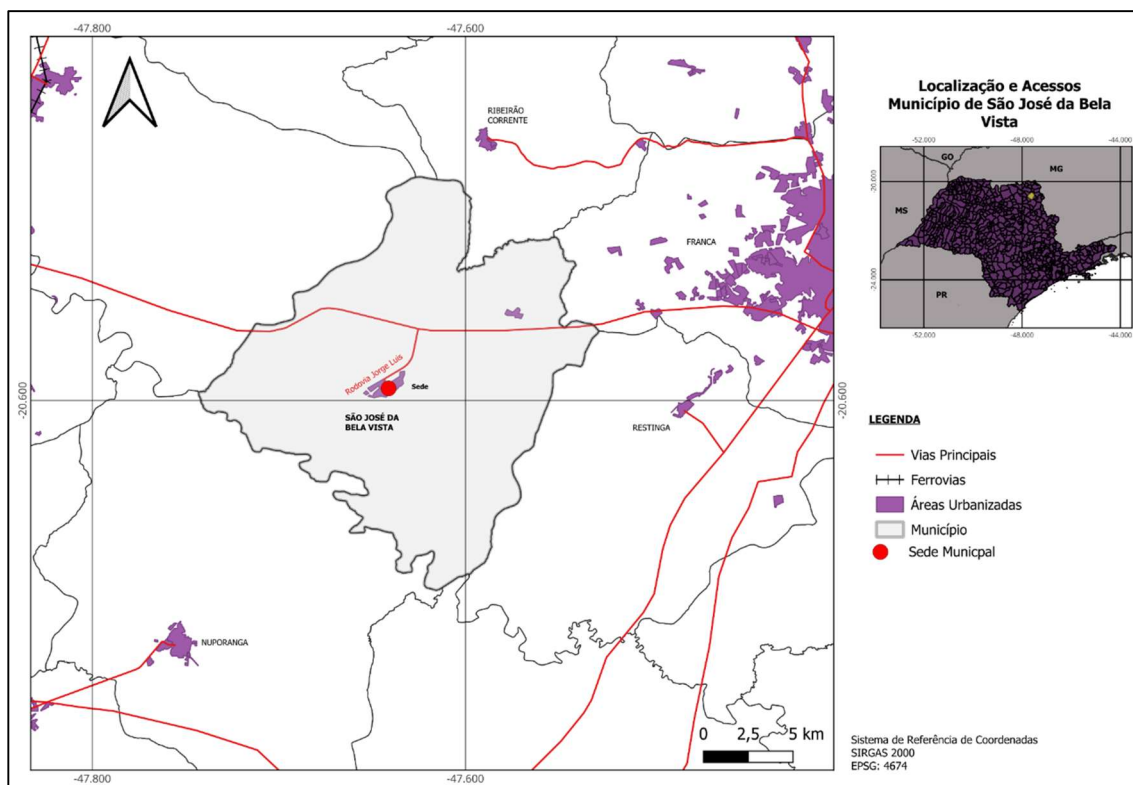 -47.800
-47.600
Localização e Acessos
Município de São José da Bela
Vista
-52.000
-48.000
-44.000
GO
MG
-20.000
MS
-24.000
PR
-52.000
-48.000
-44.000
RIBEIRÃO
CORRENTE
FRANCA
Rodovia Jorge Luis
Sede
-20.600
-20.600
SÃO JOSÉ DA
BELA VISTA
RESTINGA
LEGENDA
Vias Principais
Ferrovias
Áreas Urbanizadas
Município
Sede Municpal
NUPORANGA
0 2,5 5 km
Sistema de Referência de Coordenadas
SIRGAS 2000
EPSG: 4674
-47.800
-47.600